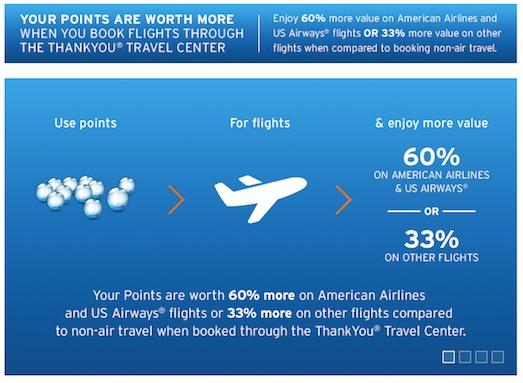 YOUR POINTS ARE WORTH MORE
WHEN YOU BOOK FLIGHTS THROUGH
THE THANKYOU® TRAVEL CENTER
Enjoy 60% more value on American Airlines and
US Airways® flights OR 33% more value on other
flights when compared to booking non-air travel.
Use points
For flights
& enjoy more value
60%
ON AMERICAN AIRLINES
& US AIRWAYS®
OR
33%
ON OTHER FLIGHTS
Your Points are worth 60% more on American Airlines
and US Airways® flights or 33% more on other flights compared
to non-air travel when booked through the ThankYou® Travel Center.